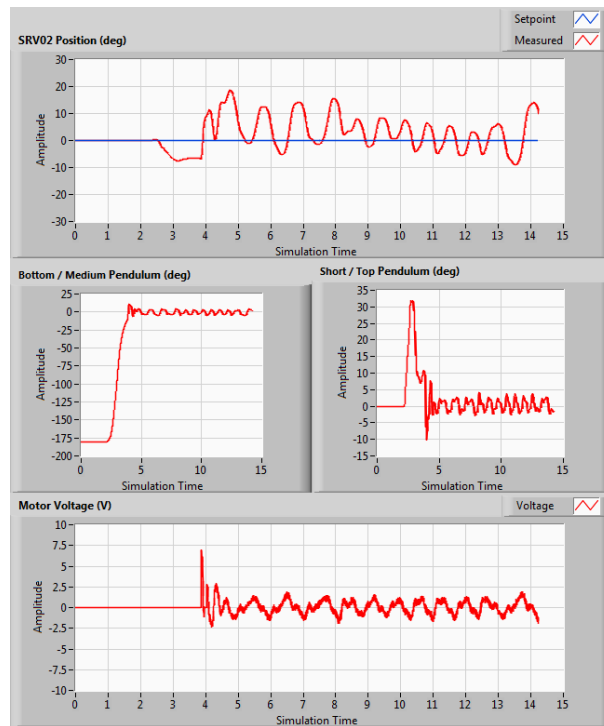 Setpoint
SRV02 Position (deg) Measured
30
20
10
0
-10
-20
-30
Amplitude
0 1 2 3 4 5 6 7 8 9 10 11 12 13 14 15
Simulation Time
Bottom / Medium Pendulum (deg)
25
0
-25
-50
-75
-100
-125
-150
-175
-200
Amplitude
0 5 10 15
Simulation Time
Short / Top Pendulum (deg)
35
30
25
20
15
10
5
0
-5
-10
-15
Amplitude
0 5 10 15
Simulation Time
Motor Voltage (V) Voltage
10
7.5
5
2.5
0
-2.5
-5
-7.5
-10
Amplitude
0 1 2 3 4 5 6 7 8 9 10 11 12 13 14 15
Simulation Time